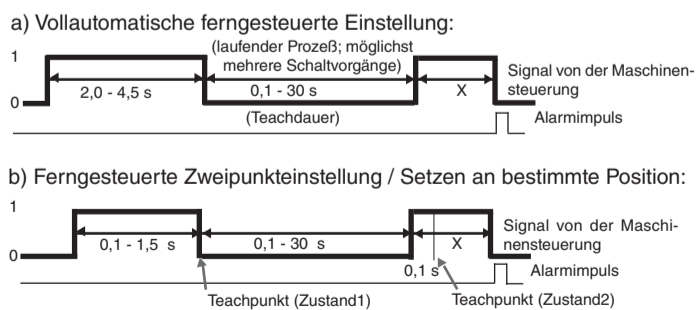 a) Vollautomatische ferngesteuerte Einstellung:
(laufender Prozeß; möglichst
mehrere Schaltvorgänge)
1
2,0 - 4,5 s
0,1 - 30 s
X
Signal von der Maschinen-
steuerung
0
(Teachdauer)
Alarmimpuls
b) Ferngesteuerte Zweipunkteinstellung / Setzen an bestimmte Position:
1
0,1 - 1,5 s
0,1 - 30 s
X
Signal von der Maschi-
nensteuerung
0
0,1 s
Alarmimpuls
Teachpunkt (Zustand1)
Teachpunkt (Zustand2)